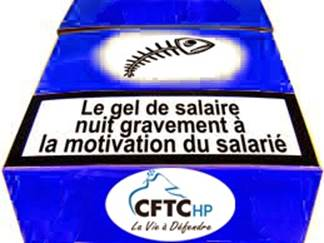 Le gel de salaire
nuit gravement à
la motivation du salarié
CFTC HP
La Vie à Défendre